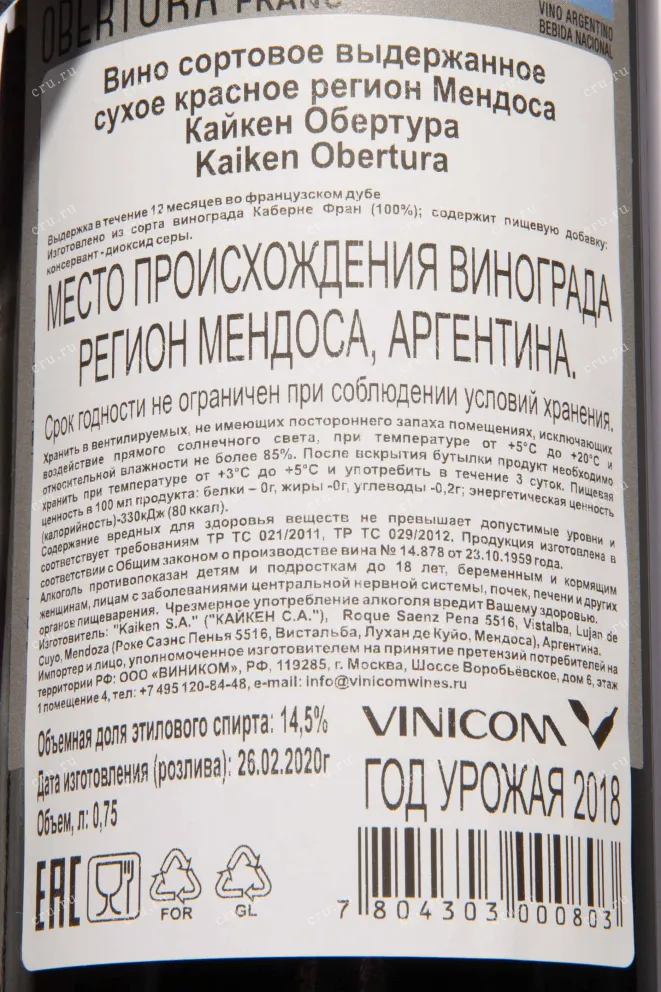 OBERTURA FRANC
VINO ARGENTINO
BEBIDA NACIONAL
Вино сортовое выдержанное
сухое красное регион Мендоса
Кайкен Обертура
Kaiken Obertura
Выдержка в течение 12 месяцев во французском дубе
Изготовлено из сорта винограда Каберне Фран (100%); содержит пищевую добавку:
консервант -диоксид серы.
МЕСТО ПРОИСХОЖДЕНИЯ ВИНОГРАДА
РЕГИОН МЕНДОСА, АРГЕНТИНА.
Срок годности не ограничен при соблюдении условий хранения.
Хранить в вентилируемых, не имеющих постороннего запаха помещениях, исключающих
воздействие прямого солнечного света, при температуре от +5°С до +20°С и
относительной влажности не более 85%. После вскрытия бутылки продукт необходимо
хранить при температуре от +3°С до +5°С и употребить в течение 3 суток. Пищевая
ценность в 100 мл продукта: белки – 0г, жиры -0г, углеводы -0,2г; энергетическая ценность
(калорийность)-330кДж (80 ккал).
Содержание вредных для здоровья веществ не превышает допустимые уровни и
соответствует требованиям ТР ТС 021/2011, ТР ТС 029/2012. Продукция изготовлена в
соответствии с Общим законом о производстве вина № 14.878 от 23.10.1959 года.
Алкоголь противопоказан детям и подросткам до 18 лет, беременным и кормящим
женщинам, лицам с заболеваниями центральной нервной системы, почек, печени и других
органов пищеварения. Чрезмерное употребление алкоголя вредит Вашему здоровью.
Изготовитель: "Kaiken S.A." ("КАЙКЕН С.А."), Roque Saenz Pena 5516, Vistalba, Lujan de
Cuyo, Mendoza (Роке Саэнс Пенья 5516, Вистальба, Лухан де Куйо, Мендоса), Аргентина.
Импортер и лицо, уполномоченное изготовителем на принятие претензий потребителей на
территории РФ: ООО «ВИНИКОМ», РФ, 119285, г. Москва, Шоссе Воробьёвское, дом 6, этаж
1 помещение 4, тел: +7 495 120-84-48, e-mail: info@vinicomwines.ru
Объемная доля этилового спирта: 14,5%
Дата изготовления (розлива): 26.02.2020г
Объем, л: 0,75
VINICOM
ГОД УРОЖАЯ 2018
EAC
FOR
GL
7 804303 000803
cru.ru